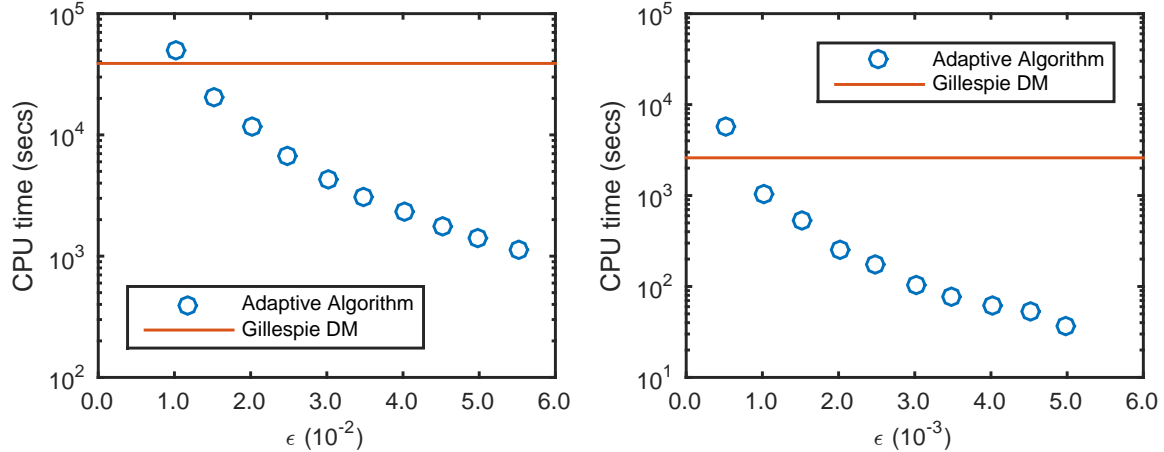 10^5
10^4
10^3
10^2
CPU time (secs)
Adaptive Algorithm
Gillespie DM
0.0 1.0 2.0 3.0 4.0 5.0 6.0
ϵ (10^-2)
10^5
10^4
10^3
10^2
10^1
CPU time (secs)
Adaptive Algorithm
Gillespie DM
0.0 1.0 2.0 3.0 4.0 5.0 6.0
ϵ (10^-3)